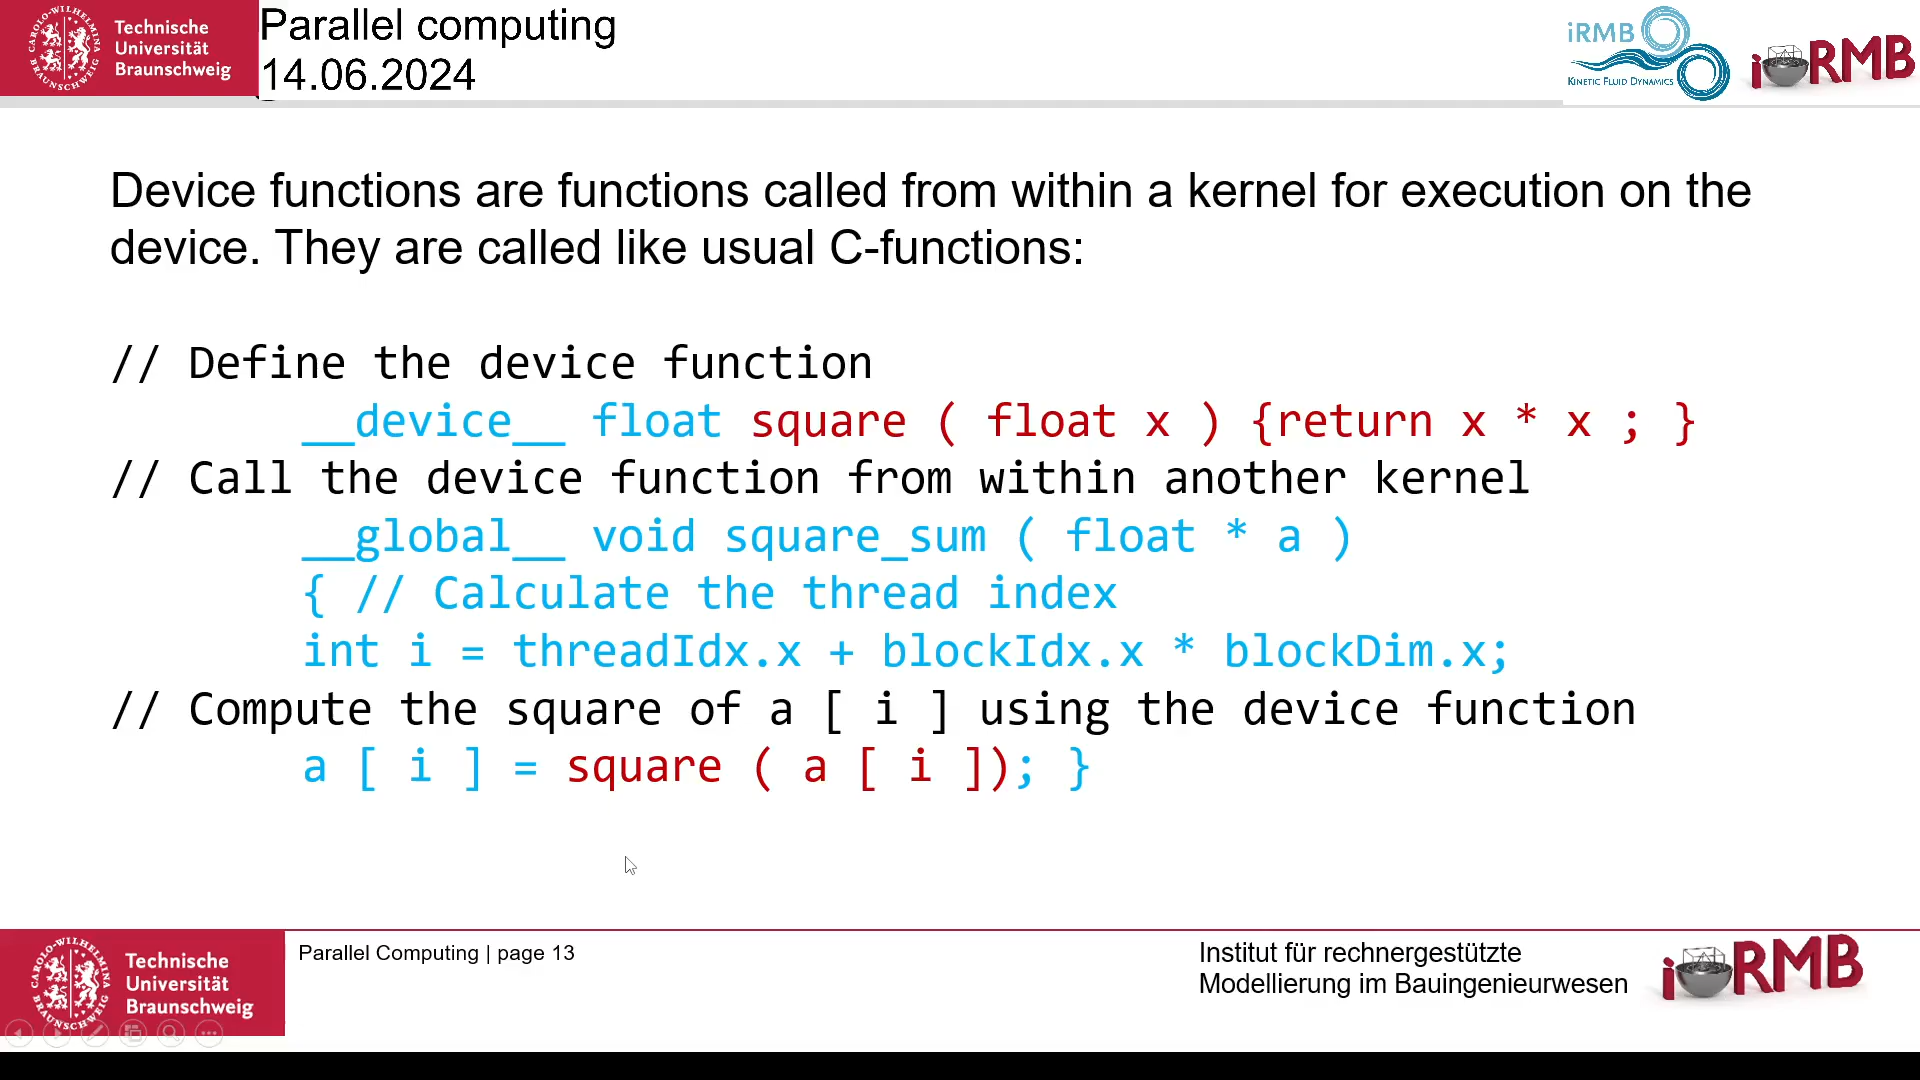 Technische
Universität
Braunschweig
Parallel computing
14.06.2024
iRMB
KINETIC FLUID DYNAMICS
iRMB
Device functions are functions called from within a kernel for execution on the
device. They are called like usual C-functions:
// Define the device function
__device__ float square ( float x ) {return x * x ; }
// Call the device function from within another kernel
__global__ void square_sum ( float * a )
{ // Calculate the thread index
int i = threadIdx.x + blockIdx.x * blockDim.x;
// Compute the square of a [ i ] using the device function
a [ i ] = square ( a [ i ]); }
Technische
Universität
Braunschweig
Parallel Computing | page 13
Institut für rechnergestützte
Modellierung im Bauingenieurwesen
iRMB